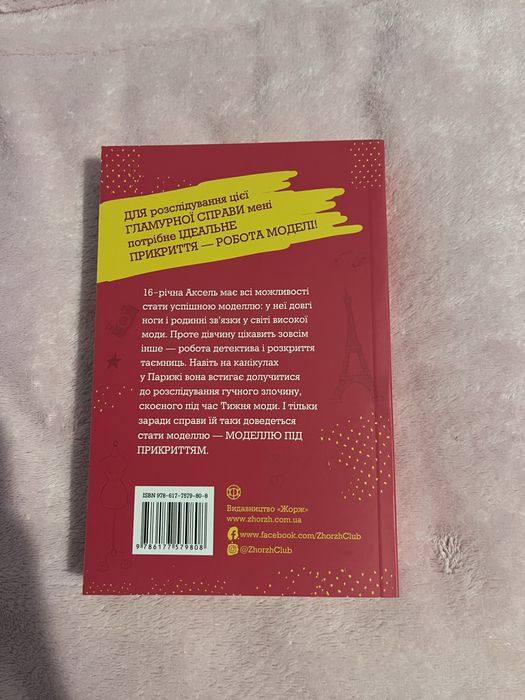 ДЛЯ розслідування цієї
ГЛАМУРНОЇ СПРАВИ мені
потрібне ІДЕАЛЬНЕ
ПРИКРИТТЯ — РОБОТА МОДЕЛІ!
16-річна Аксель має всі можливості
стати успішною моделлю: у неї довгі
ноги і родинні зв'язки у світі високої
моди. Проте дівчину цікавить зовсім
інше — робота детектива і розкриття
таємниць. Навіть на канікулах
у Парижі вона встигає долучитися
до розслідування гучного злочину,
скоєного під час Тижня моди. І тільки
заради справи їй таки доведеться
стати моделлю — МОДЕЛЛЮ ПІД
ПРИКРИТТЯМ.
ISBN 978-617-7579-80-8
9 786177 579808
Видавництво «Жорж»
www.zhorzh.com.ua
www.facebook.com/ZhorzhClub
@ZhorzhClub